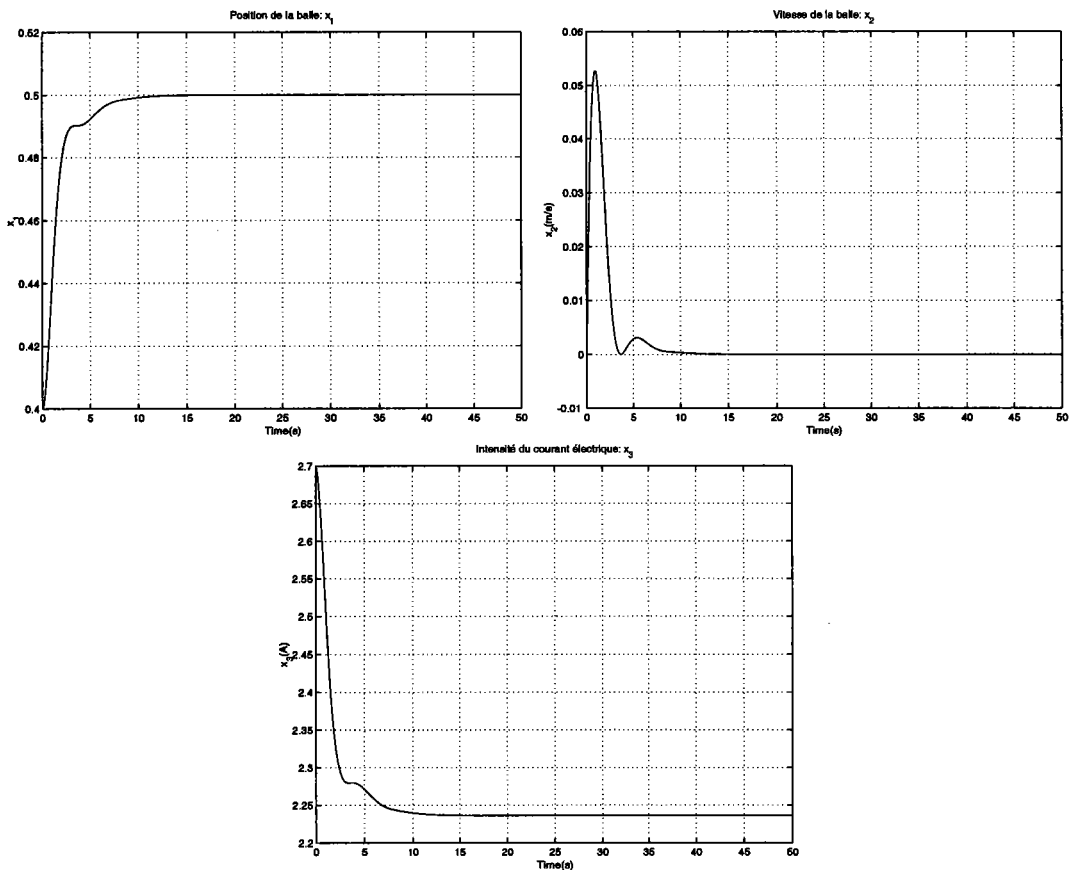 Position de la balle: x1
0.52
0.5
0.48
0.46
0.44
0.42
0.4
x1
0 5 10 15 20 25 30 35 40 45 50
Time(s)
Vitesse de la balle: x2
0.06
0.05
0.04
0.03
0.02
0.01
0
-0.01
x2(m/s)
0 5 10 15 20 25 30 35 40 45 50
Time(s)
Intensité du courant électrique: x3
2.7
2.65
2.6
2.55
2.5
2.45
2.4
2.35
2.3
2.25
2.2
x3(A)
0 5 10 15 20 25 30 35 40 45 50
Time(s)